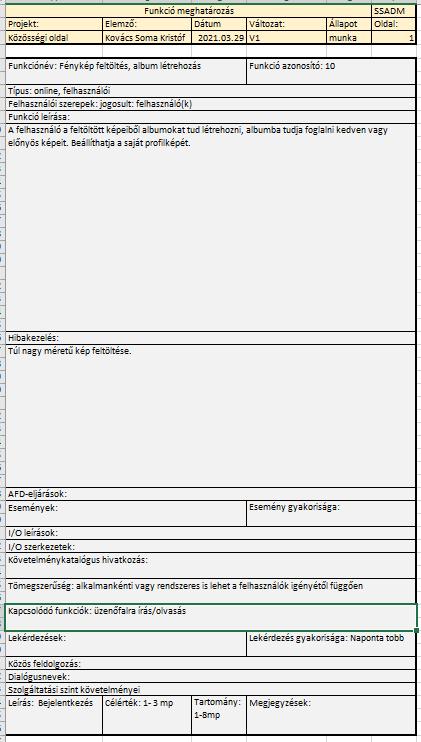 Funkció meghatározás SSADM
Projekt: Elemző: Dátum Változat: Állapot Oldal:
Közösségi oldal Kovács Soma Kristóf 2021.03.29 V1 munka 1
Funkciónév: Fénykép feltöltés, album létrehozás Funkció azonosító: 10
Típus: online, felhasználói
Felhasználói szerepek: jogosult: felhasználó(k)
Funkció leírása:
A felhasználó a feltöltött képeiből albumokat tud létrehozni, albumba tudja foglalni kedven vagy
előnyös képeit. Beállíthatja a saját profilképét.
Hibakezelés:
Túl nagy méretű kép feltöltése.
AFD-eljárások:
Események: Esemény gyakorisága:
I/O leírások:
I/O szerkezetek:
Követelménykatalógus hivatkozás:
Tömegszerűség: alkalmankénti vagy rendszeres is lehet a felhasználók igényétől függően
Kapcsolódó funkciók: üzenőfalra írás/olvasás
Lekérdezések: Lekérdezés gyakorisága: Naponta többször
Közös feldolgozás:
Dialógusnevek:
Szolgáltatási szint követelményei
Leírás: Bejelentkezés Célérték: 1- 3 mp Tartomány: Megjegyzések:
1-8mp